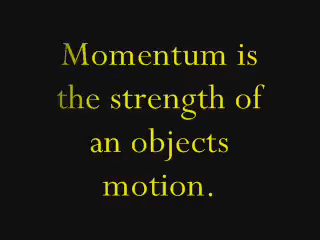 Momentum is
the strength of
an objects
motion.